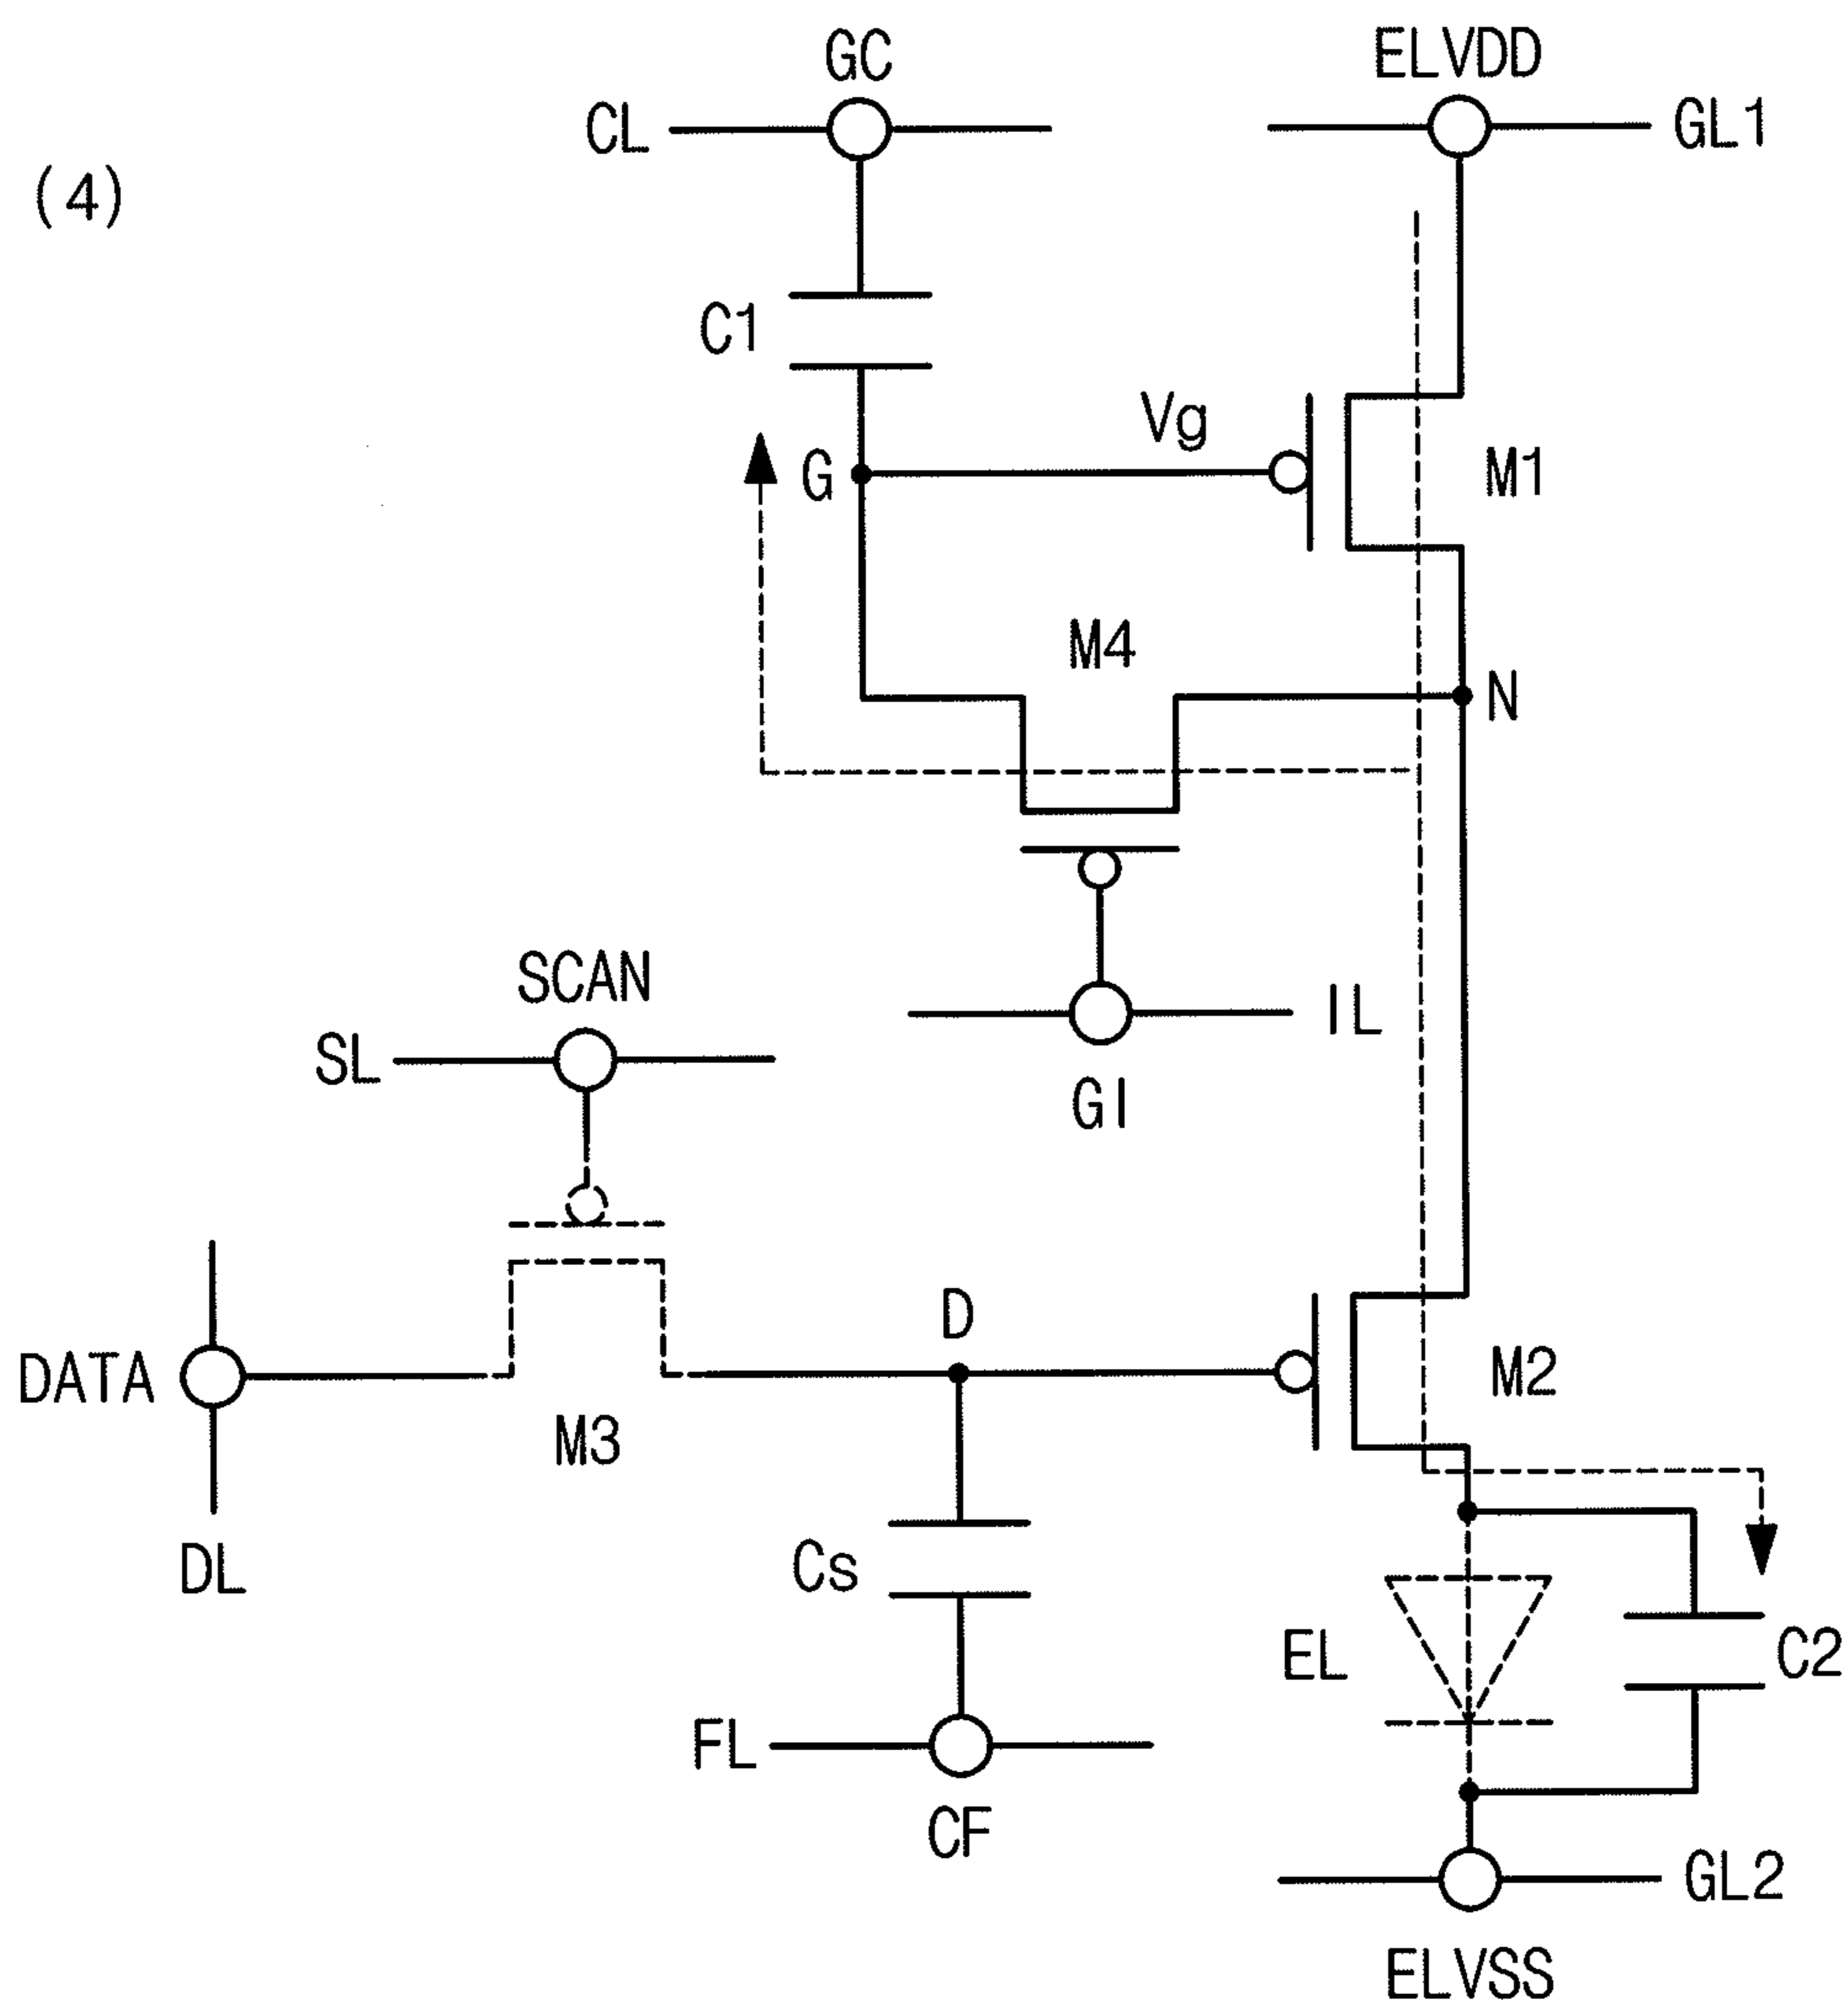 GC
ELVDD
CL
GL1
(4)
C1
Vg
G
M1
M4
N
SCAN
IL
SL
GI
D
DATA
M2
M3
DL
Cs
EL
C2
FL
CF
GL2
ELVSS